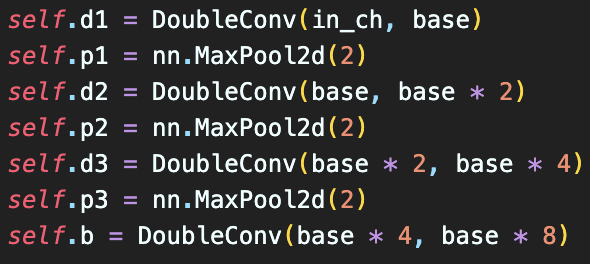 self.d1 = DoubleConv(in_ch, base)
self.p1 = nn.MaxPool2d(2)
self.d2 = DoubleConv(base, base * 2)
self.p2 = nn.MaxPool2d(2)
self.d3 = DoubleConv(base * 2, base * 4)
self.p3 = nn.MaxPool2d(2)
self.b = DoubleConv(base * 4, base * 8)